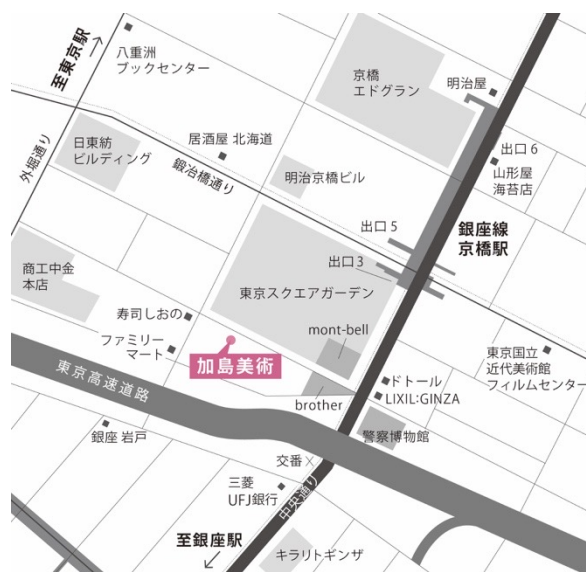 至東京駅
八重洲
ブックセンター
京橋
エドグラン
明治屋
外堀通り
日東紡
ビルディング
居酒屋 北海道
鍛冶橋通り
明治京橋ビル
出口6
山形屋
海苔店
出口5
銀座線
京橋駅
出口3
商工中金
本店
東京スクエアガーデン
寿司しおの
mont-bell
ファミリー
マート
加島美術
東京国立
近代美術館
フィルムセンター
東京高速道路
brother
ドトール
LIXIL:GINZA
銀座 岩戸
警察博物館
交番
三菱
UFJ銀行
中央通り
至銀座駅
キラリトギンザ